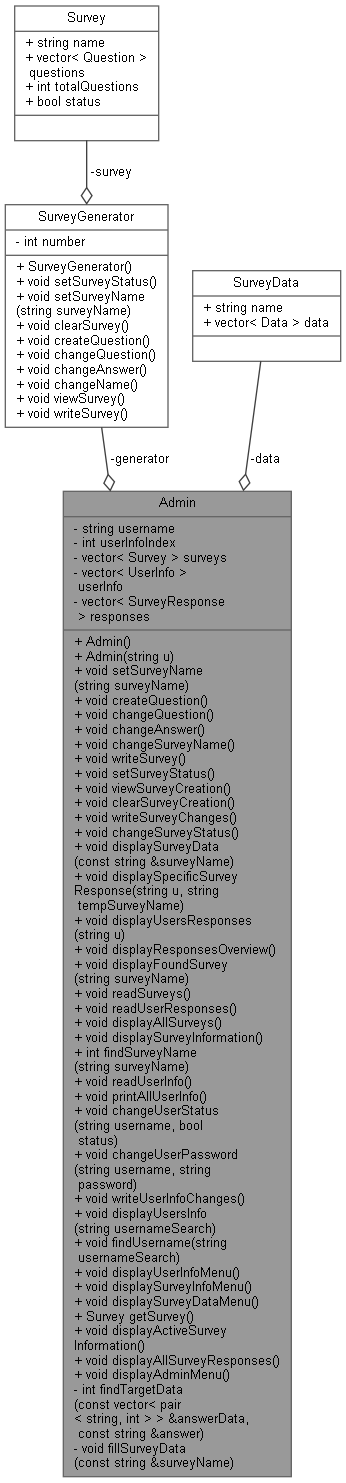 Survey
+ string name
+ vector< Question >
questions
+ int totalQuestions
+ bool status
-survey
SurveyGenerator
- int number
+ SurveyGenerator()
+ void setSurveyStatus()
+ void setSurveyName
(string surveyName)
+ void clearSurvey()
+ void createQuestion()
+ void changeQuestion()
+ void changeAnswer()
+ void changeName()
+ void viewSurvey()
+ void writeSurvey()
SurveyData
+ string name
+ vector< Data > data
-generator
-data
Admin
- string username
- int userInfoIndex
- vector< Survey > surveys
- vector< UserInfo >
userInfo
- vector< SurveyResponse
> responses
+ Admin()
+ Admin(string u)
+ void setSurveyName
(string surveyName)
+ void createQuestion()
+ void changeQuestion()
+ void changeAnswer()
+ void changeSurveyName()
+ void writeSurvey()
+ void setSurveyStatus()
+ void viewSurveyCreation()
+ void clearSurveyCreation()
+ void writeSurveyChanges()
+ void changeSurveyStatus()
+ void displaySurveyData
(const string &surveyName)
+ void displaySpecificSurvey
Response(string u, string
tempSurveyName)
+ void displayUsersResponses
(string u)
+ void displayResponsesOverview()
+ void displayFoundSurvey
(string surveyName)
+ void readSurveys()
+ void readUserResponses()
+ void displayAllSurveys()
+ void displaySurveyInformation()
+ int findSurveyName
(string surveyName)
+ void readUserInfo()
+ void printAllUserInfo()
+ void changeUserStatus
(string username, bool
status)
+ void changeUserPassword
(string username, string
password)
+ void writeUserInfoChanges()
+ void displayUsersInfo
(string usernameSearch)
+ void findUsername(string
usernameSearch)
+ void displayUserInfoMenu()
+ void displaySurveyInfoMenu()
+ void displaySurveyDataMenu()
+ Survey getSurvey()
+ void displayActiveSurvey
Information()
+ void displayAllSurveyResponses()
+ void displayAdminMenu()
- int findTargetData
(const vector< pair
< string, int > > &answerData,
const string &answer)
- void fillSurveyData
(const string &surveyName)